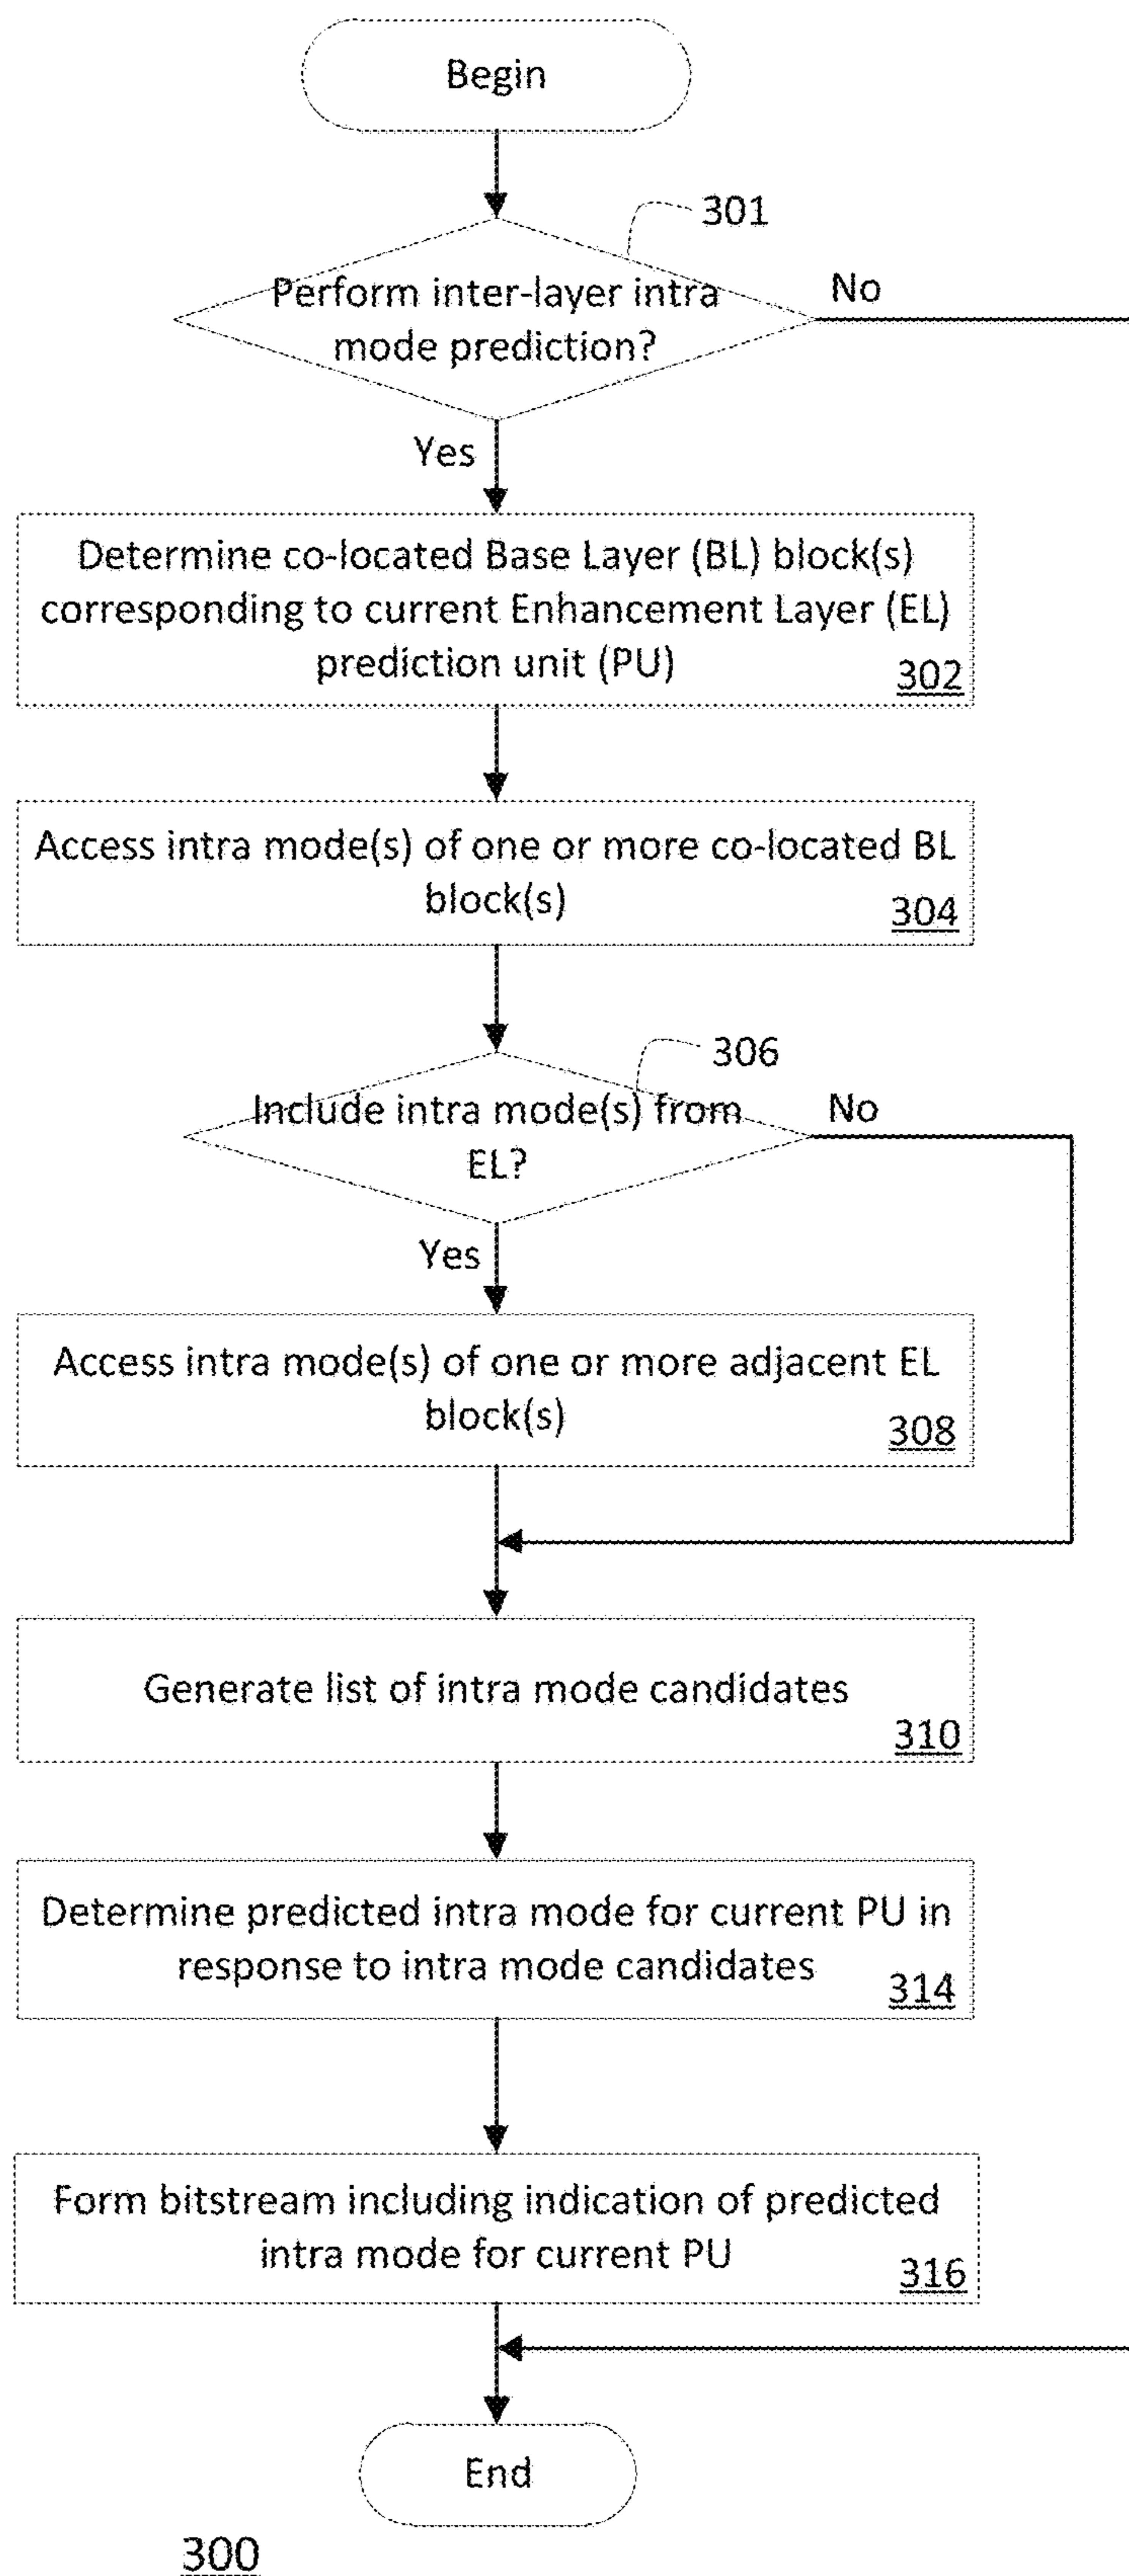 Begin
301
Perform inter-layer intra
mode prediction?
No
Yes
Determine co-located Base Layer (BL) block(s)
corresponding to current Enhancement Layer (EL)
prediction unit (PU)
302
Access intra mode(s) of one or more co-located BL
block(s)
304
306
Include intra mode(s) from
EL?
No
Yes
Access intra mode(s) of one or more adjacent EL
block(s)
308
Generate list of intra mode candidates
310
Determine predicted intra mode for current PU in
response to intra mode candidates
314
Form bitstream including indication of predicted
intra mode for current PU
316
End
300